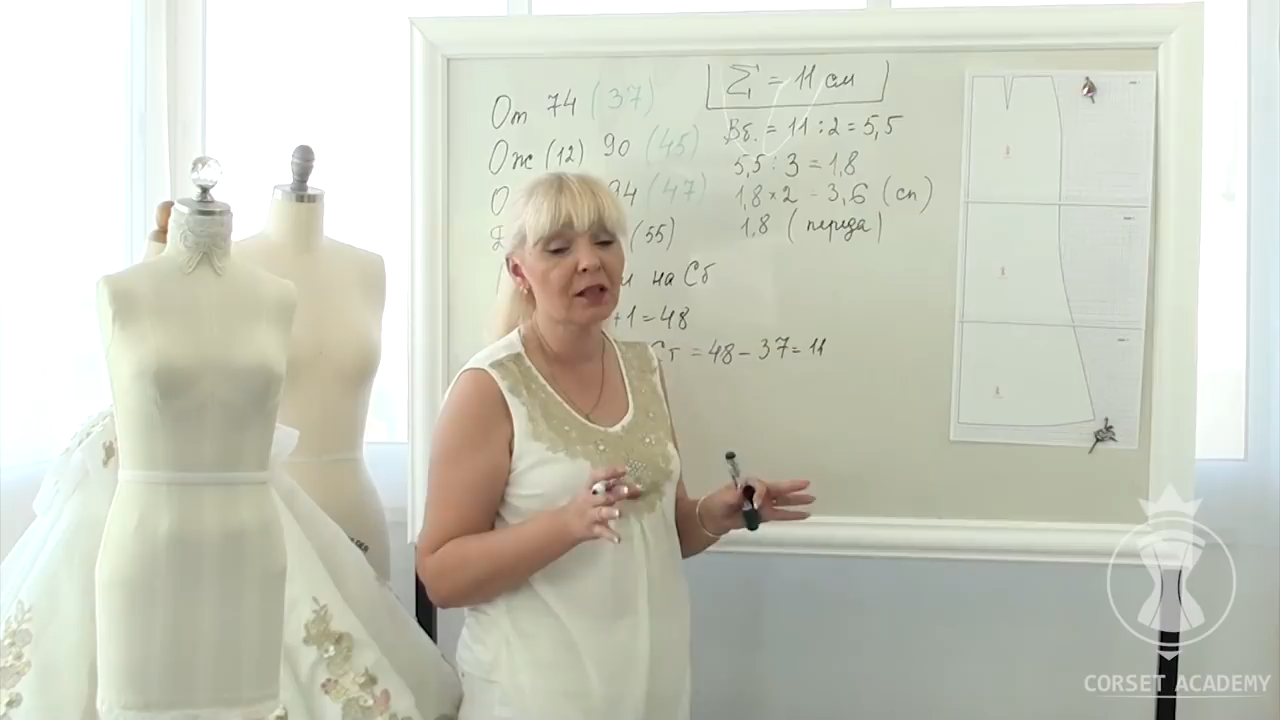 От 74 (37)
Ож (12) 90 (45)
О 94 (47)
(55)
на Сб
+1=48
Ст = 48 – 37 = 11
Σ = 11 см
Вб. = 11 : 2 = 5,5
5,5 : 3 = 1,8
1,8 × 2 = 3,6 (сп)
1,8 (переда)
CORSET ACADEMY